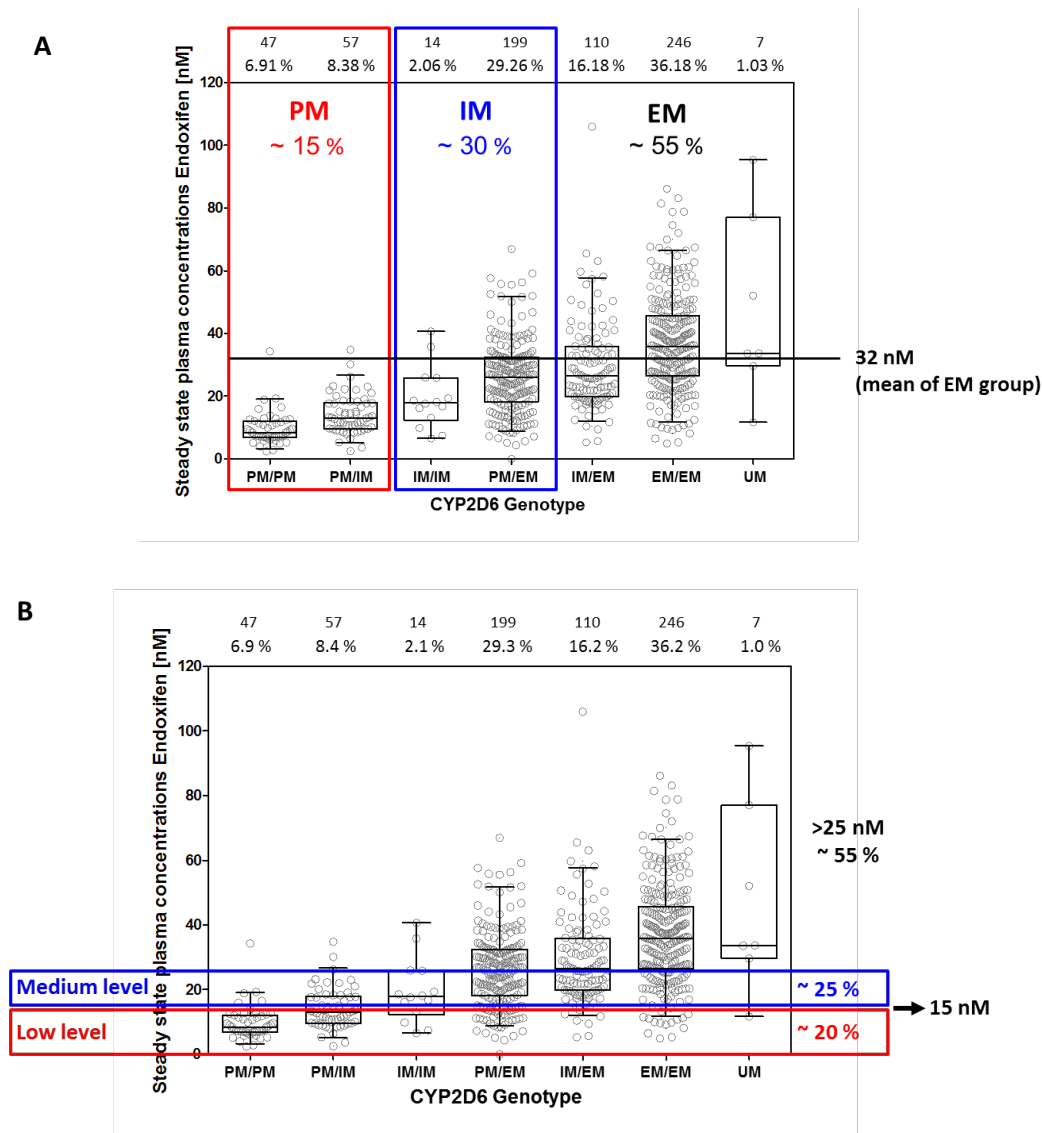 A
47 57 14 199 110 246 7
6.91 % 8.38 % 2.06 % 29.26 % 16.18 % 36.18 % 1.03 %
Steady state plasma concentrations Endoxifen [nM]
120
100
80
60
40
20
0
PM IM EM
~ 15 % ~ 30 % ~ 55 %
32 nM
(mean of EM group)
PM/PM PM/IM IM/IM PM/EM IM/EM EM/EM UM
CYP2D6 Genotype
B
47 57 14 199 110 246 7
6.9 % 8.4 % 2.1 % 29.3 % 16.2 % 36.2 % 1.0 %
Steady state plasma concentrations Endoxifen [nM]
120
100
80
60
40
20
0
>25 nM
~ 55 %
Medium level ~ 25 %
15 nM
Low level ~ 20 %
PM/PM PM/IM IM/IM PM/EM IM/EM EM/EM UM
CYP2D6 Genotype